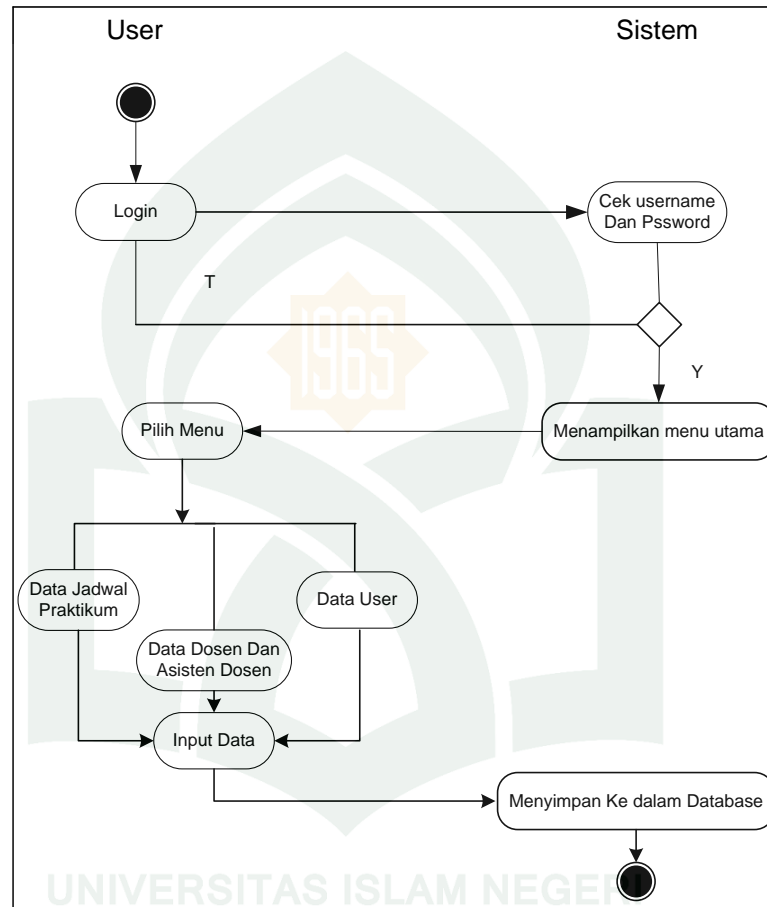 User
Sistem
Login
Cek username
Dan Pssword
T
1965
Y
Pilih Menu
Menampilkan menu utama
Data Jadwal
Praktikum
Data User
Data Dosen Dan
Asisten Dosen
Input Data
Menyimpan Ke dalam Database
UNIVERSITAS ISLAM NEGERI